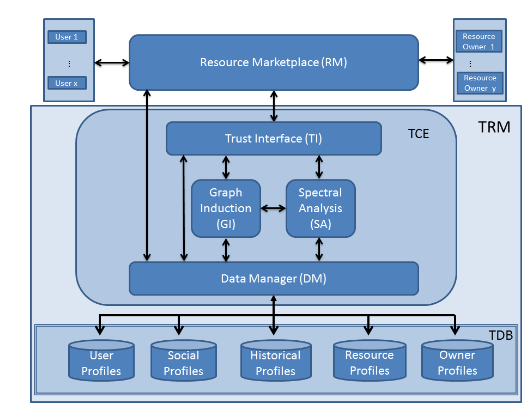 User 1
⋮
User x
Resource Marketplace (RM)
Resource
Owner 1
⋮
Resource
Owner y
TRM
TCE
Trust Interface (TI)
Graph
Induction
(GI)
Spectral
Analysis
(SA)
Data Manager (DM)
TDB
User
Profiles
Social
Profiles
Historical
Profiles
Resource
Profiles
Owner
Profiles